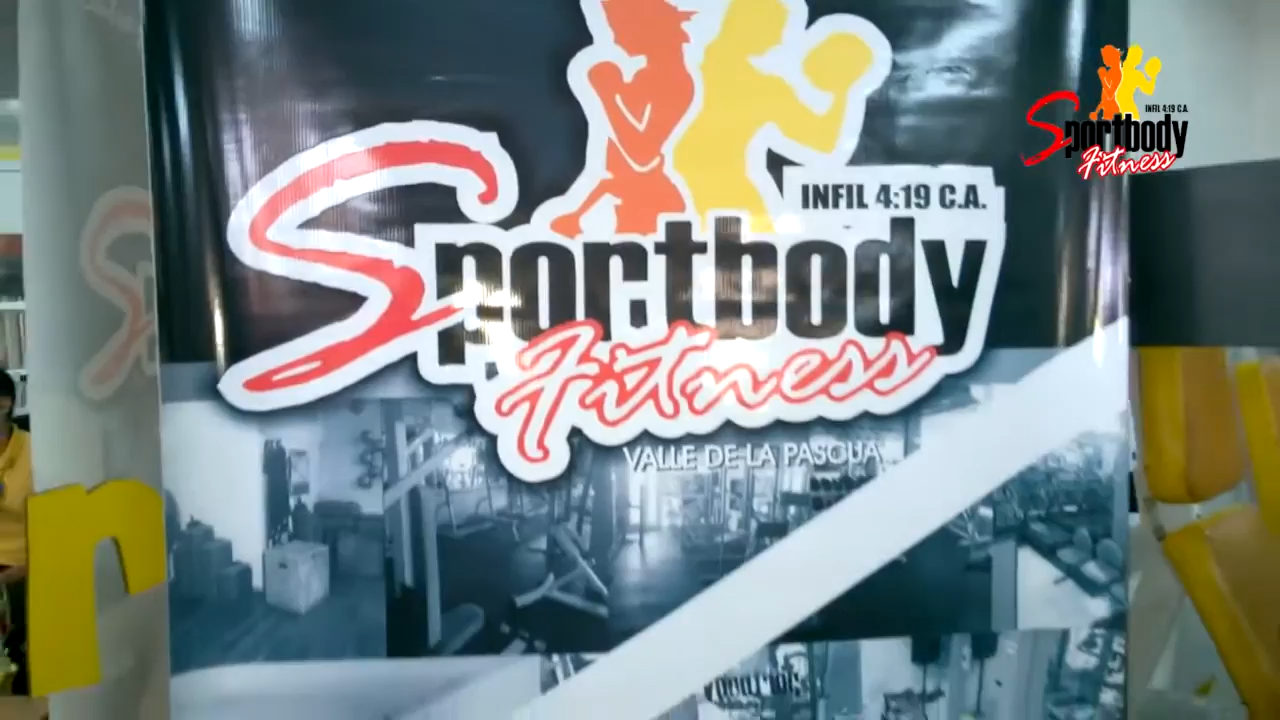 INFIL 4:19 C.A.
Sportbody
Fitness
VALLE DE LA PASCUA
INFIL 4:19 C.A.
Sportbody
Fitness
n